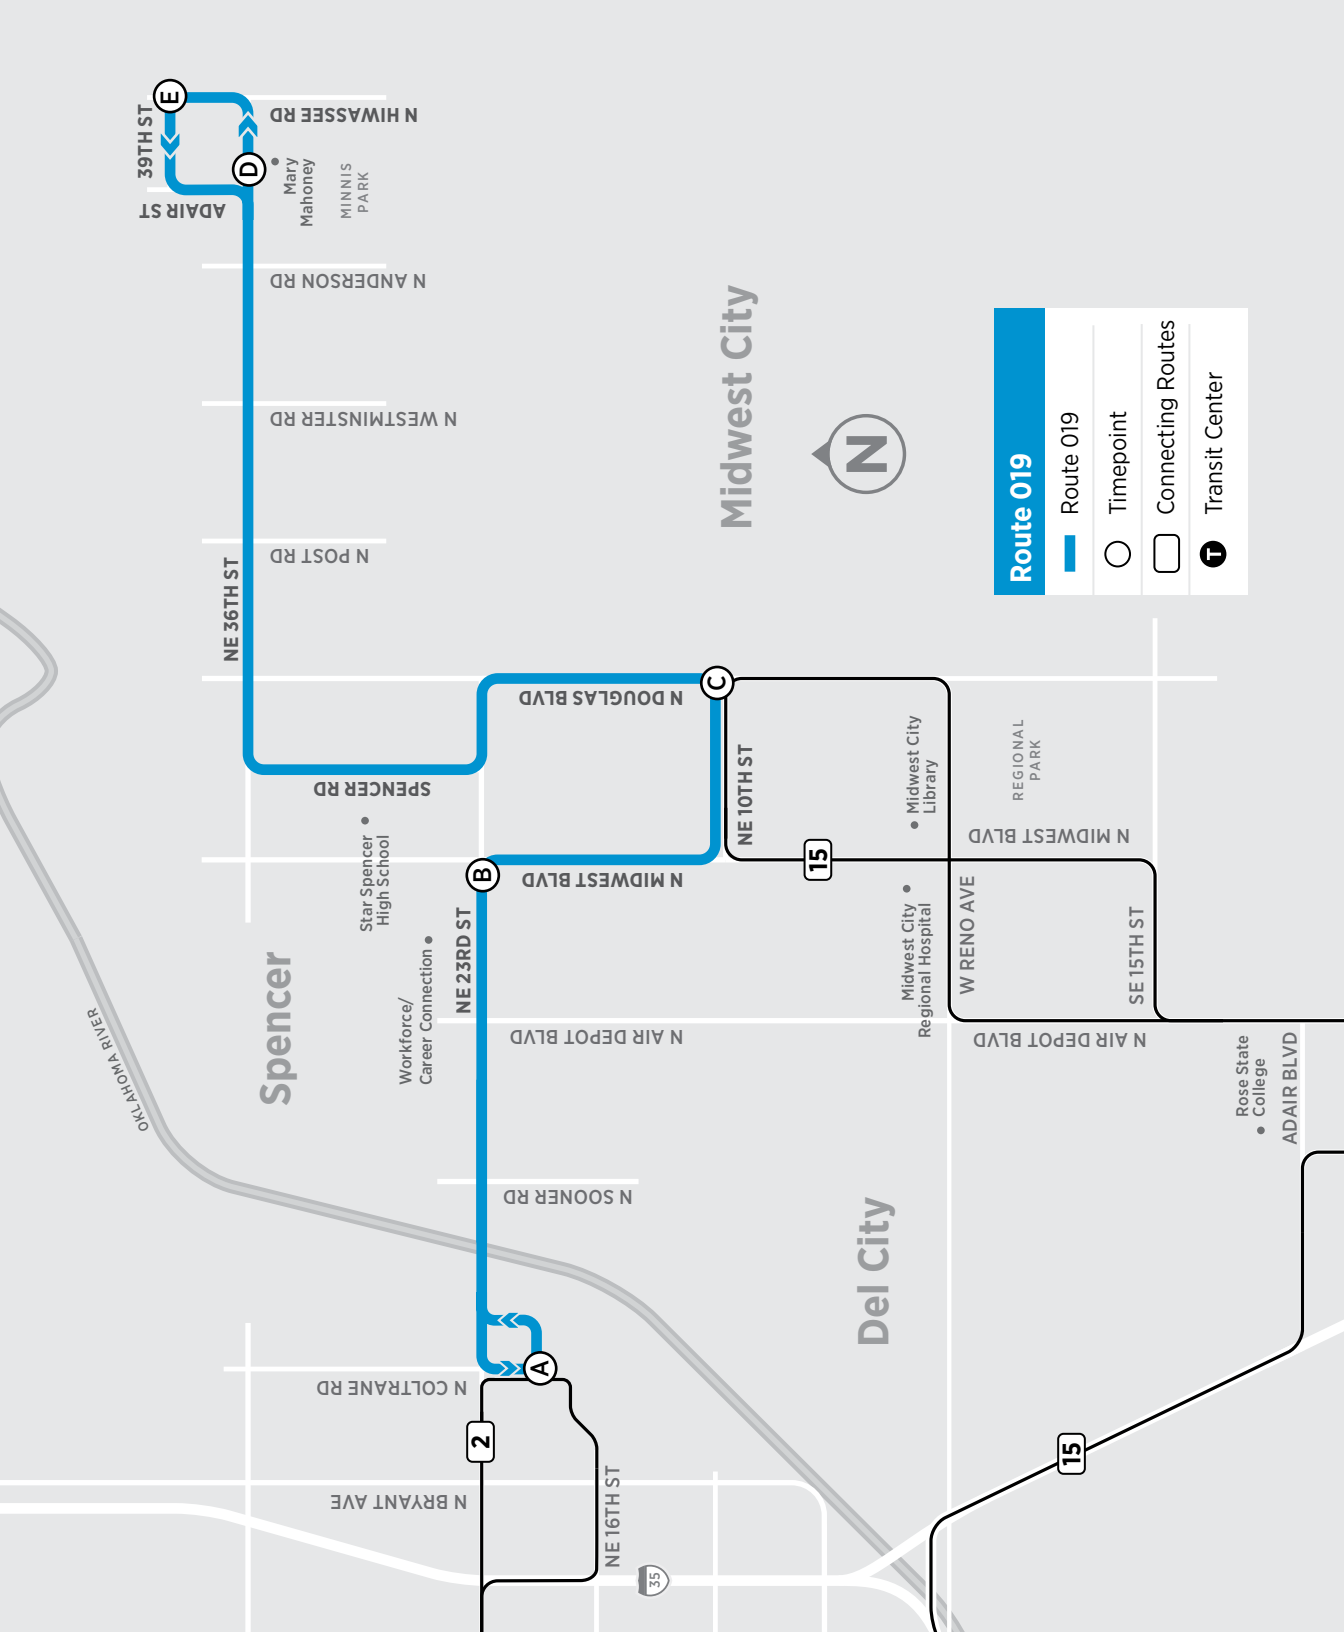 E
39TH ST
N HIWASSEE RD
D
Mary
Mahoney
MINNIS
PARK
ADAIR ST
N ANDERSON RD
N WESTMINSTER RD
N POST RD
NE 36TH ST
Midwest City
N
Route 019
Route 019
Timepoint
Connecting Routes
T
Transit Center
N DOUGLAS BLVD
C
SPENCER RD
NE 10TH ST
Star Spencer
High School
B
N MIDWEST BLVD
15
Midwest City
Library
REGIONAL
PARK
N MIDWEST BLVD
Midwest City
Regional Hospital
W RENO AVE
SE 15TH ST
NE 23RD ST
Workforce/
Career Connection
Spencer
OKLAHOMA RIVER
N AIR DEPOT BLVD
N AIR DEPOT BLVD
Rose State
College
ADAIR BLVD
N SOONER RD
Del City
A
N COLTRANE RD
2
N BRYANT AVE
NE 16TH ST
35
15